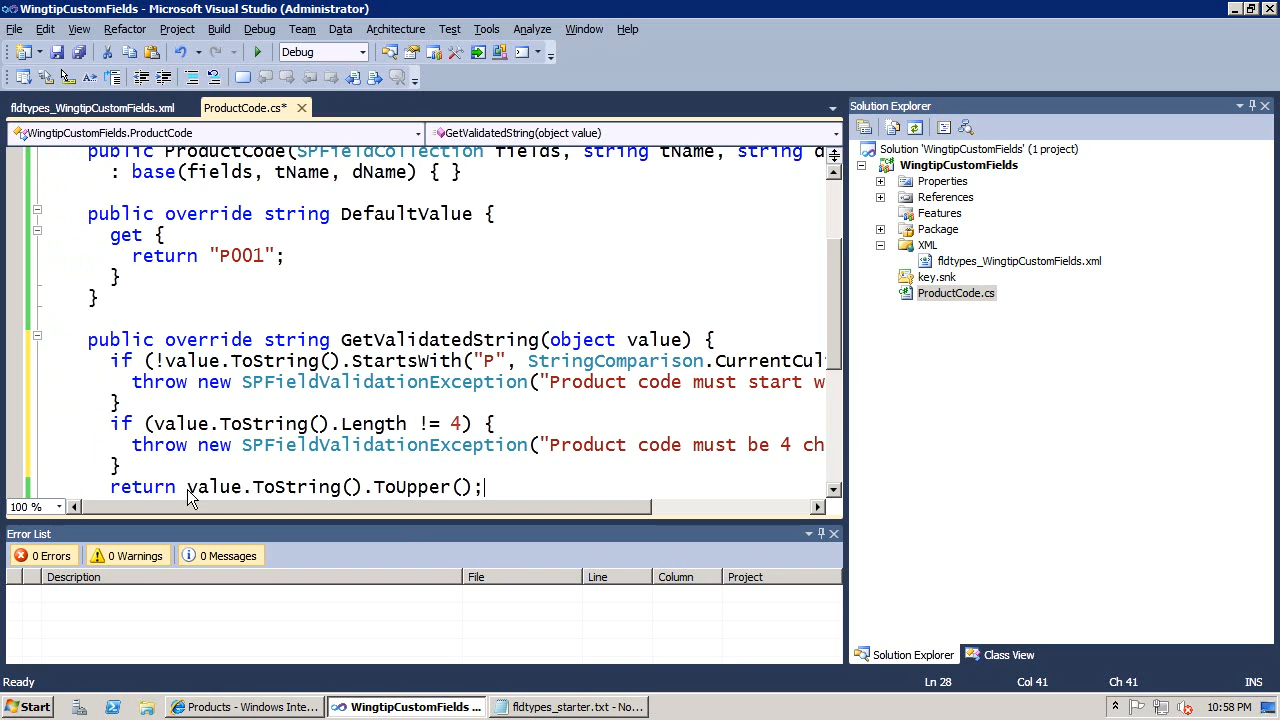 WingtipCustomFields - Microsoft Visual Studio (Administrator)
File Edit View Refactor Project Build Debug Team Data Architecture Test Tools Analyze Window Help
Debug
fldtypes_WingtipCustomFields.xml ProductCode.cs*
WingtipCustomFields.ProductCode GetValidatedString(object value)
public ProductCode(SPFieldCollection fields, string tName, string d
: base(fields, tName, dName) { }
public override string DefaultValue {
get {
return "P001";
}
}
public override string GetValidatedString(object value) {
if (!value.ToString().StartsWith("P", StringComparison.CurrentCul
throw new SPFieldValidationException("Product code must start w
}
if (value.ToString().Length != 4) {
throw new SPFieldValidationException("Product code must be 4 ch
}
return value.ToString().ToUpper();
100 %
Error List
0 Errors 0 Warnings 0 Messages
Description File Line Column Project
Solution Explorer
Solution 'WingtipCustomFields' (1 project)
WingtipCustomFields
Properties
References
Features
Package
XML
fldtypes_WingtipCustomFields.xml
key.snk
ProductCode.cs
Solution Explorer Class View
Ready Ln 28 Col 41 Ch 41 INS
Start Products - Windows Inte... WingtipCustomFields ... fldtypes_starter.txt - No... 10:58 PM